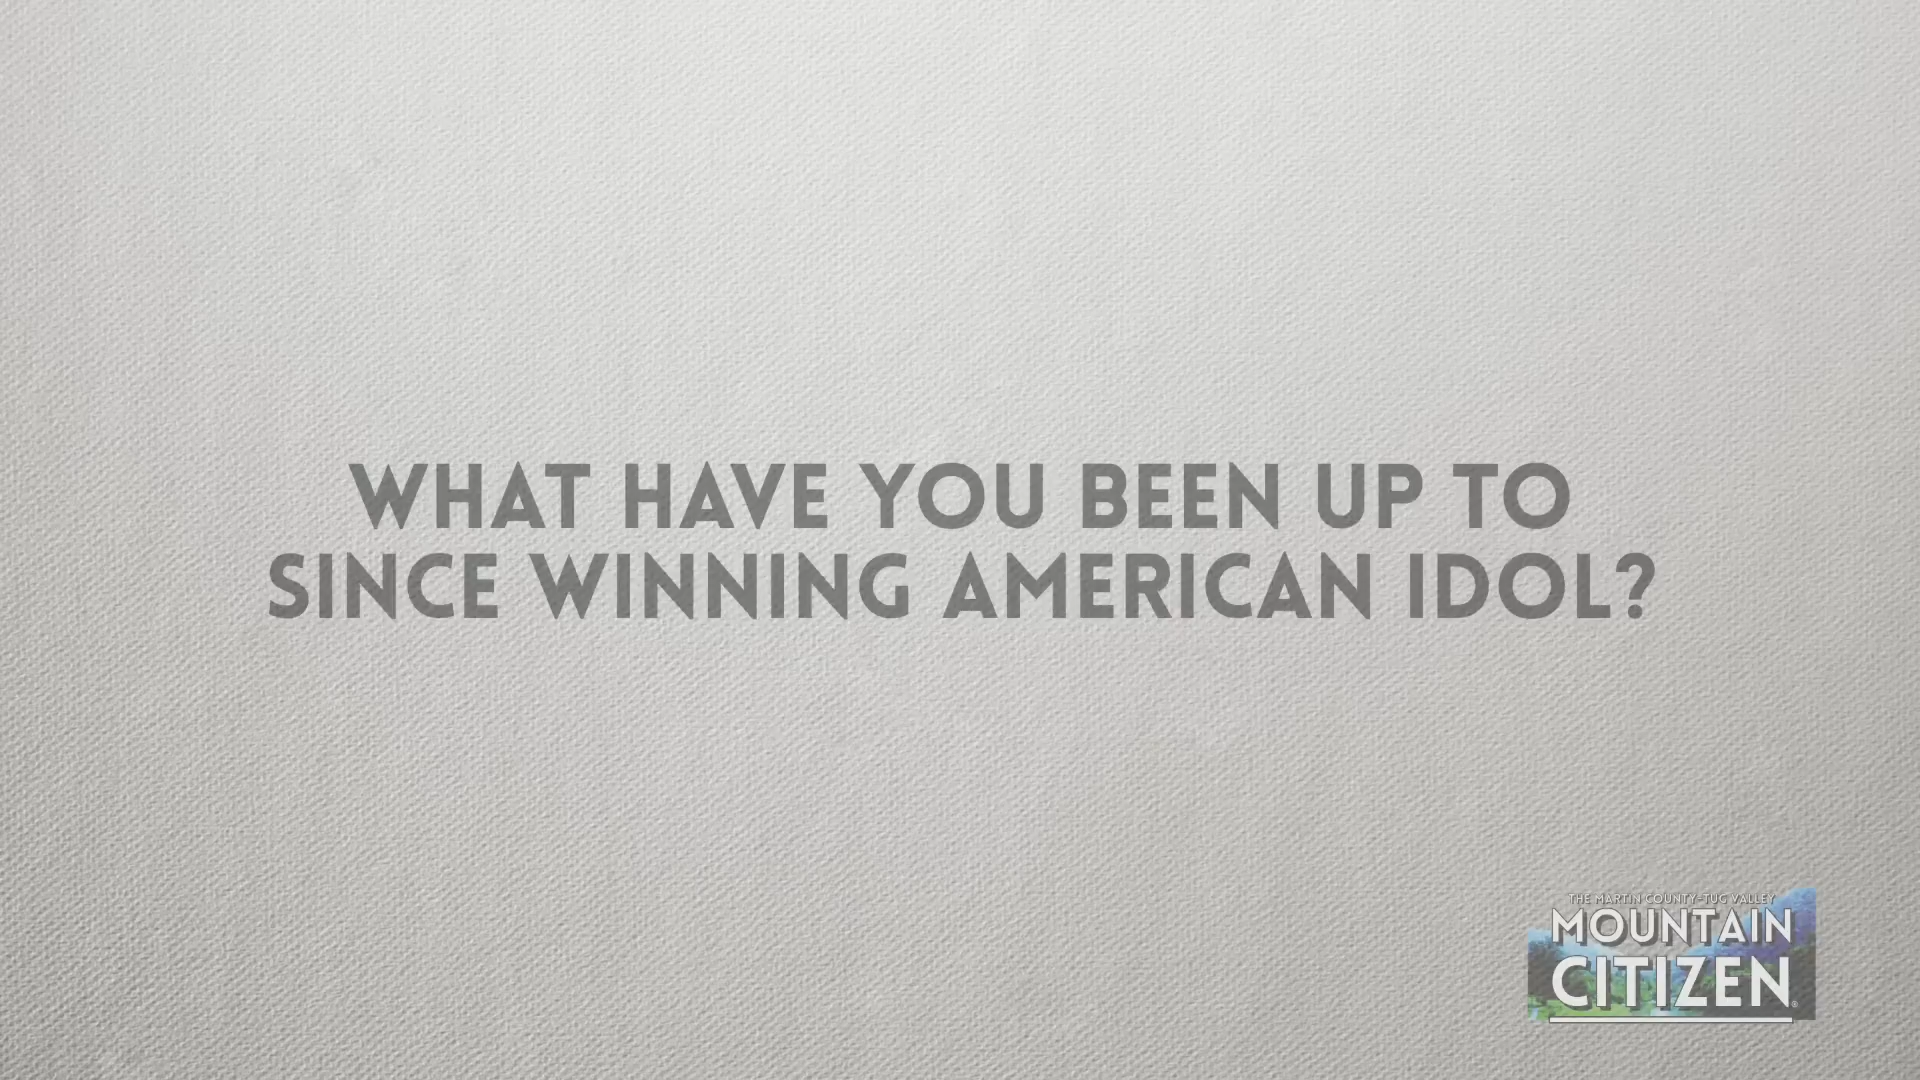 WHAT HAVE YOU BEEN UP TO
SINCE WINNING AMERICAN IDOL?
THE MARTIN COUNTY-TUG VALLEY
MOUNTAIN
CITIZEN®